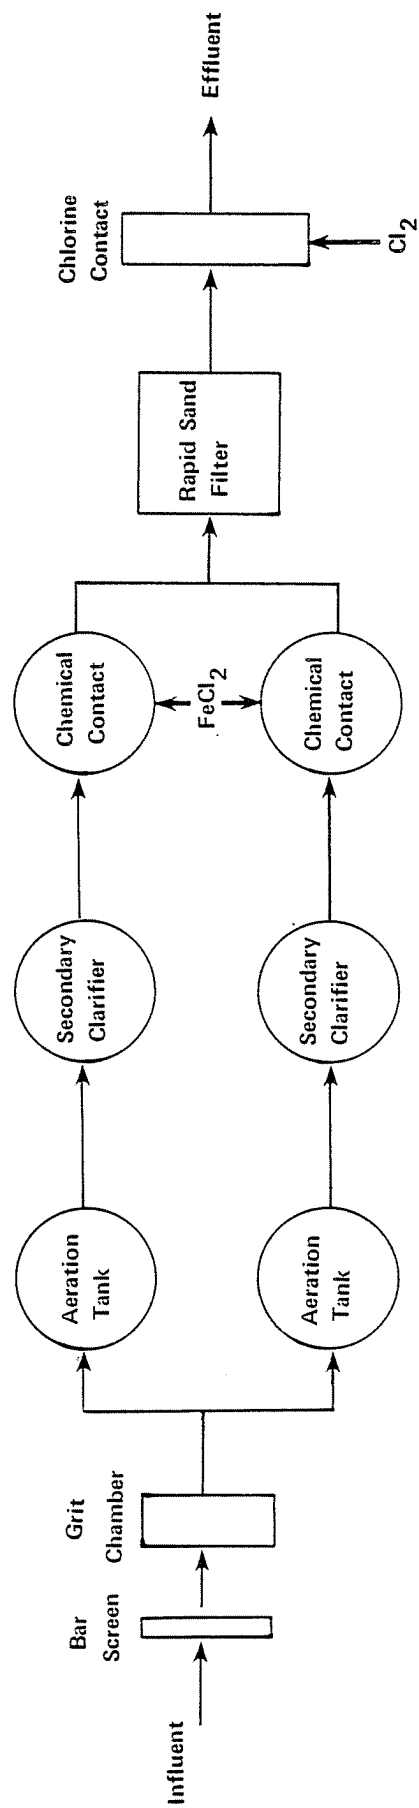 Influent
Bar
Screen
Grit
Chamber
Aeration
Tank
Secondary
Clarifier
Chemical
Contact
FeCl2
Aeration
Tank
Secondary
Clarifier
Chemical
Contact
Rapid Sand
Filter
Chlorine
Contact
Cl2
Effluent